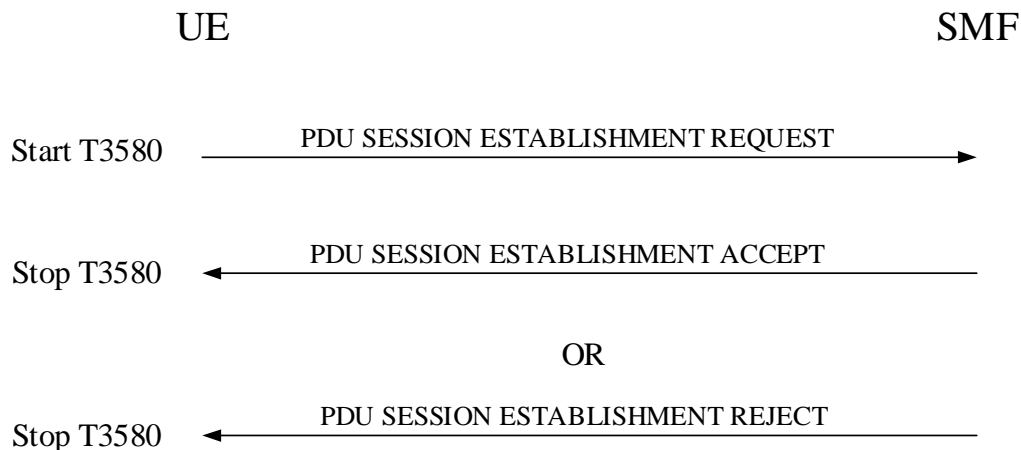 UE SMF
Start T3580 PDU SESSION ESTABLISHMENT REQUEST
Stop T3580 PDU SESSION ESTABLISHMENT ACCEPT
OR
Stop T3580 PDU SESSION ESTABLISHMENT REJECT